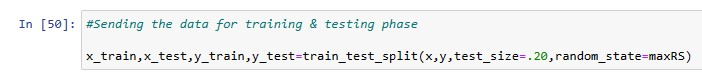 In [50]: #Sending the data for training & testing phase
x_train,x_test,y_train,y_test=train_test_split(x,y,test_size=.20,random_state=maxRS)